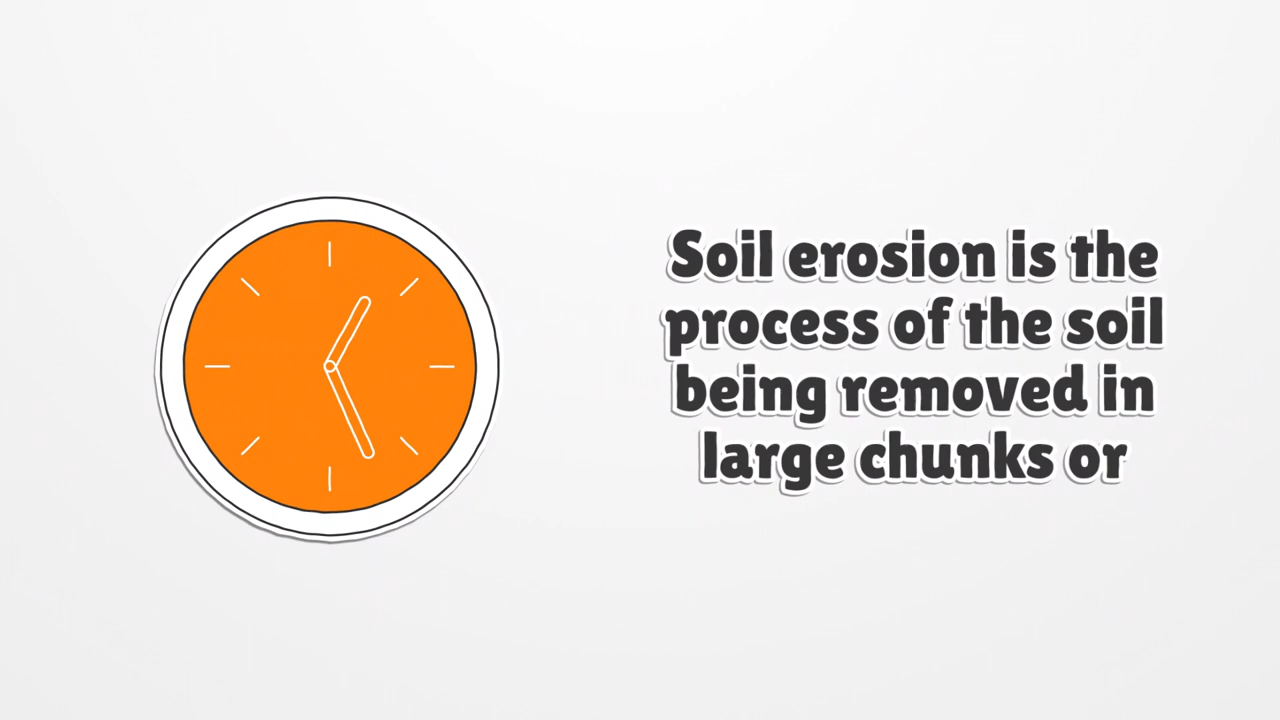 Soil erosion is the
process of the soil
being removed in
large chunks or